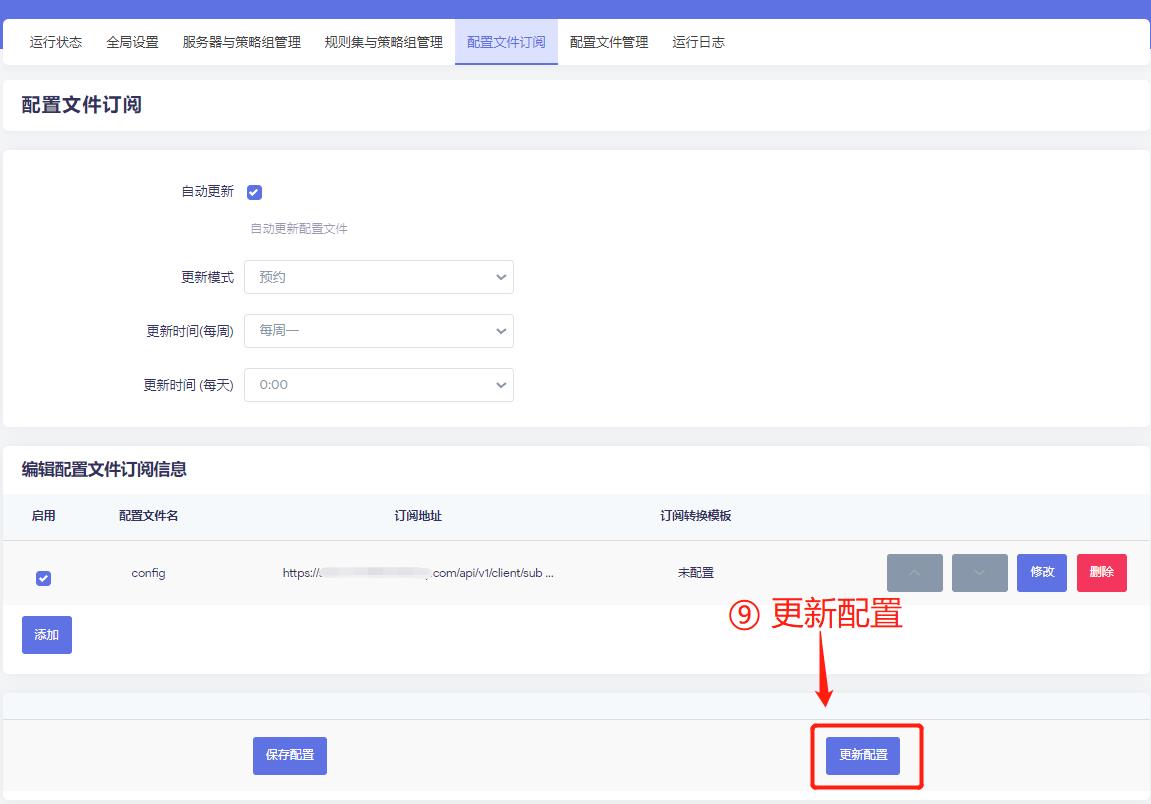 运行状态 全局设置 服务器与策略组管理 规则集与策略组管理 配置文件订阅 配置文件管理 运行日志
配置文件订阅
自动更新
自动更新配置文件
更新模式 预约
更新时间(每周) 每周一
更新时间 (每天) 0:00
编辑配置文件订阅信息
启用 配置文件名 订阅地址 订阅转换模板
config https:// .com/api/v1/client/sub ... 未配置 修改 删除
⑨ 更新配置
添加
保存配置 更新配置